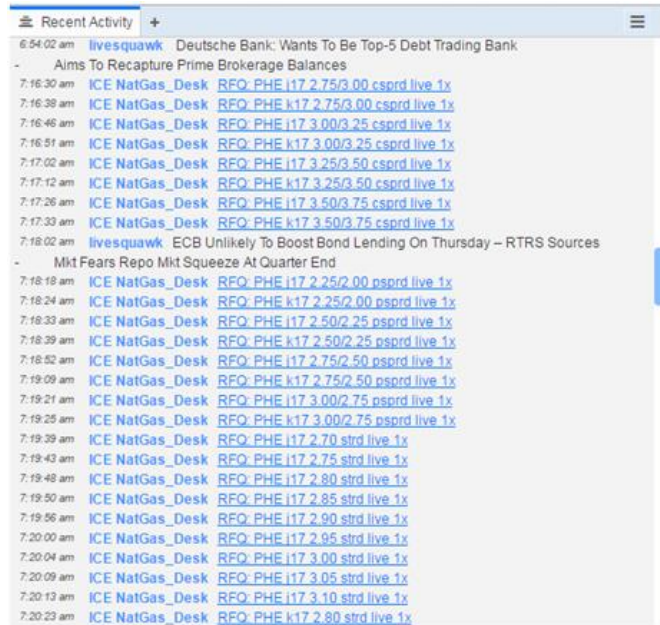 Recent Activity +
6:54:02 am livesquawk Deutsche Bank: Wants To Be Top-5 Debt Trading Bank
- Aims To Recapture Prime Brokerage Balances
7:16:30 am ICE NatGas_Desk RFQ: PHE j17 2.75/3.00 csprd live 1x
7:16:38 am ICE NatGas_Desk RFQ: PHE k17 2.75/3.00 csprd live 1x
7:16:46 am ICE NatGas_Desk RFQ: PHE j17 3.00/3.25 csprd live 1x
7:16:51 am ICE NatGas_Desk RFQ: PHE k17 3.00/3.25 csprd live 1x
7:17:02 am ICE NatGas_Desk RFQ: PHE j17 3.25/3.50 csprd live 1x
7:17:12 am ICE NatGas_Desk RFQ: PHE k17 3.25/3.50 csprd live 1x
7:17:26 am ICE NatGas_Desk RFQ: PHE j17 3.50/3.75 csprd live 1x
7:17:33 am ICE NatGas_Desk RFQ: PHE k17 3.50/3.75 csprd live 1x
7:18:02 am livesquawk ECB Unlikely To Boost Bond Lending On Thursday – RTRS Sources
- Mkt Fears Repo Mkt Squeeze At Quarter End
7:18:18 am ICE NatGas_Desk RFQ: PHE j17 2.25/2.00 psprd live 1x
7:18:24 am ICE NatGas_Desk RFQ: PHE k17 2.25/2.00 psprd live 1x
7:18:33 am ICE NatGas_Desk RFQ: PHE j17 2.50/2.25 psprd live 1x
7:18:39 am ICE NatGas_Desk RFQ: PHE k17 2.50/2.25 psprd live 1x
7:18:52 am ICE NatGas_Desk RFQ: PHE j17 2.75/2.50 psprd live 1x
7:19:09 am ICE NatGas_Desk RFQ: PHE k17 2.75/2.50 psprd live 1x
7:19:21 am ICE NatGas_Desk RFQ: PHE j17 3.00/2.75 psprd live 1x
7:19:25 am ICE NatGas_Desk RFQ: PHE k17 3.00/2.75 psprd live 1x
7:19:39 am ICE NatGas_Desk RFQ: PHE j17 2.70 strd live 1x
7:19:43 am ICE NatGas_Desk RFQ: PHE j17 2.75 strd live 1x
7:19:48 am ICE NatGas_Desk RFQ: PHE j17 2.80 strd live 1x
7:19:50 am ICE NatGas_Desk RFQ: PHE j17 2.85 strd live 1x
7:19:56 am ICE NatGas_Desk RFQ: PHE j17 2.90 strd live 1x
7:20:00 am ICE NatGas_Desk RFQ: PHE j17 2.95 strd live 1x
7:20:04 am ICE NatGas_Desk RFQ: PHE j17 3.00 strd live 1x
7:20:09 am ICE NatGas_Desk RFQ: PHE j17 3.05 strd live 1x
7:20:13 am ICE NatGas_Desk RFQ: PHE j17 3.10 strd live 1x
7:20:23 am ICE NatGas_Desk RFQ: PHE k17 2.80 strd live 1x